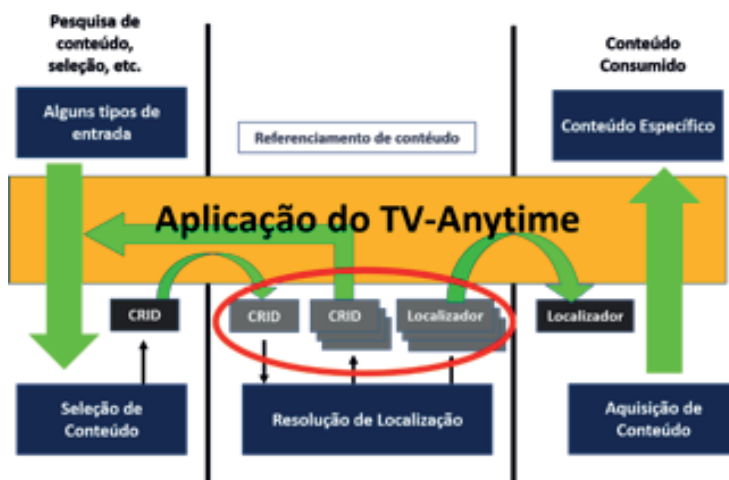 Pesquisa de
conteúdo,
seleção, etc.
Conteúdo
Consumido
Alguns tipos de
entrada
Referenciamento de contéudo
Conteúdo Específico
Aplicação do TV-Anytime
CRID
CRID
CRID
Localizador
Localizador
Seleção de
Conteúdo
Resolução de Localização
Aquisição de
Conteúdo